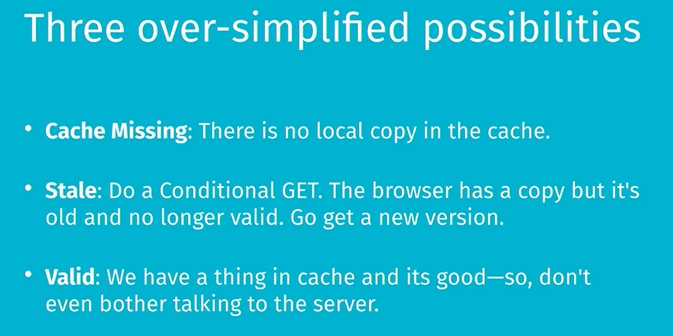 Three over-simplified possibilities
• Cache Missing: There is no local copy in the cache.
• Stale: Do a Conditional GET. The browser has a copy but it's
old and no longer valid. Go get a new version.
• Valid: We have a thing in cache and its good—so, don't
even bother talking to the server.